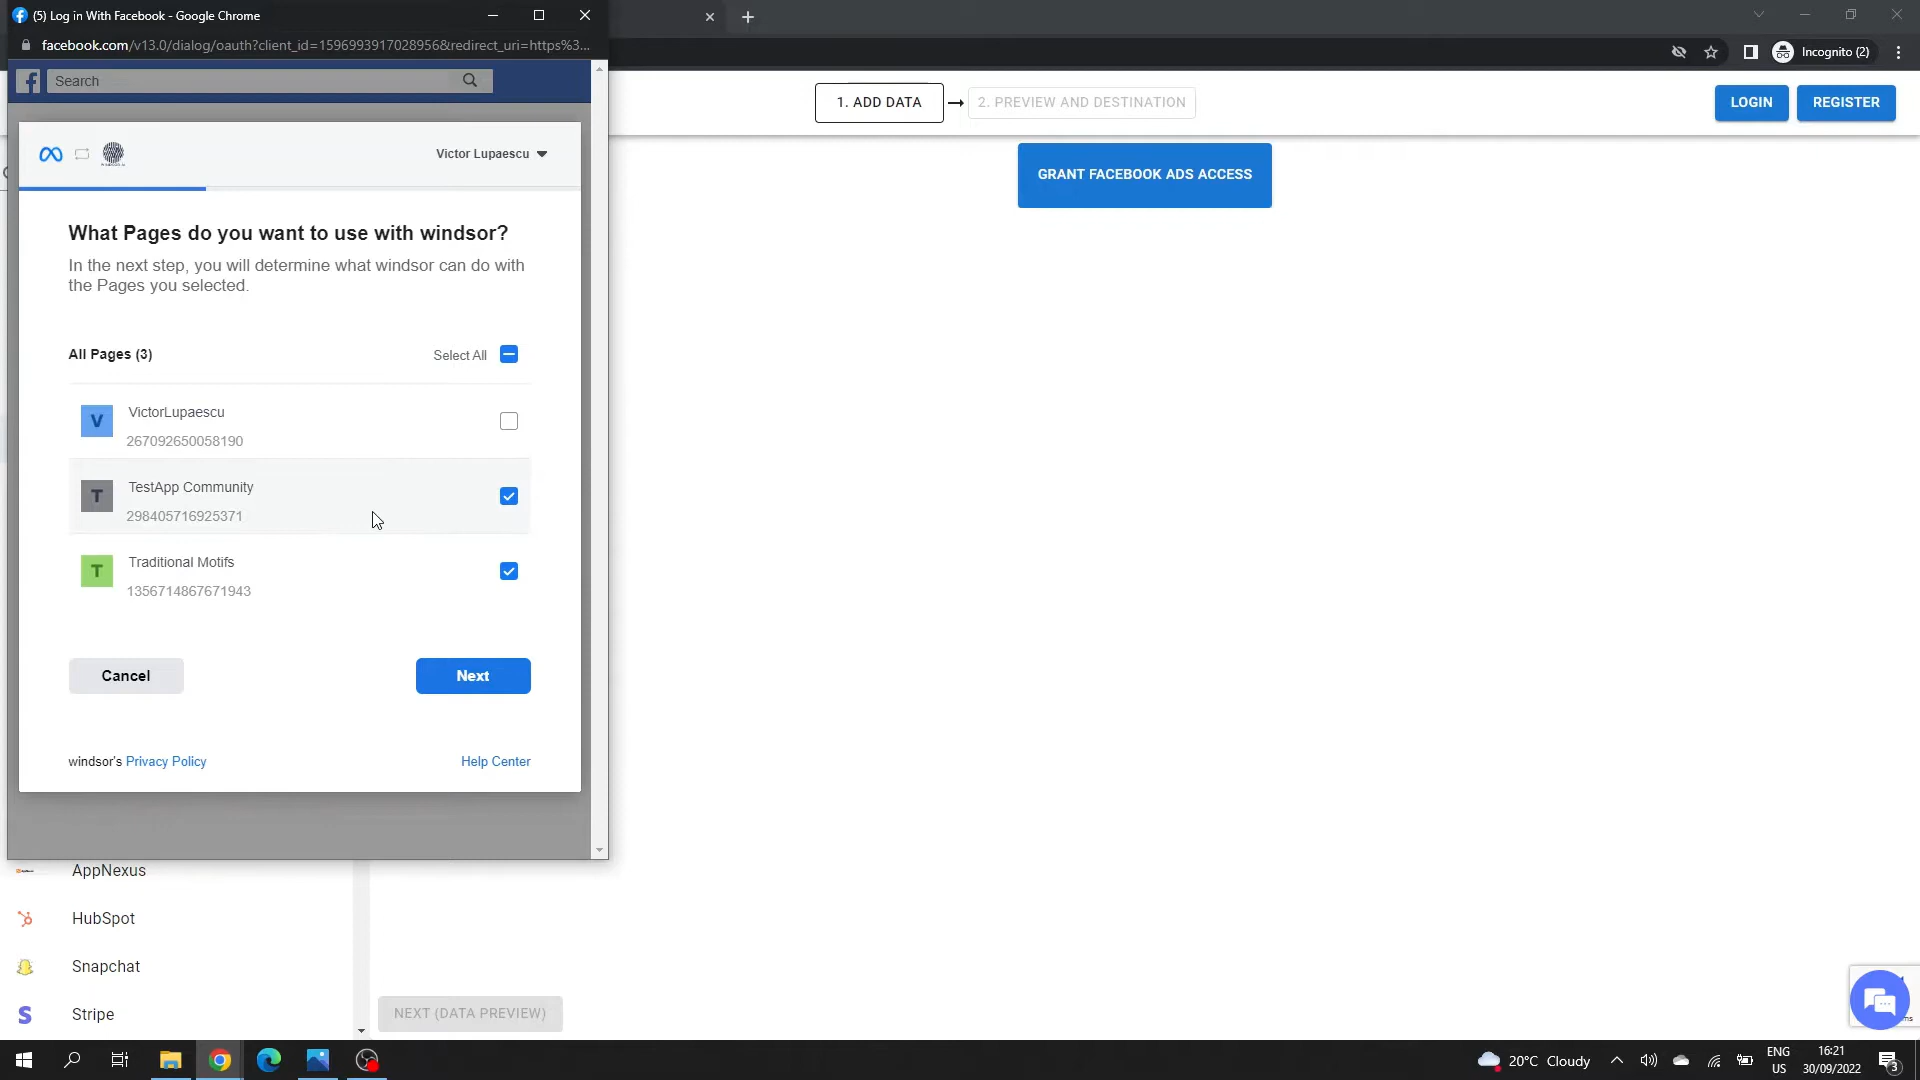 (5) Log in With Facebook - Google Chrome
facebook.com/v13.0/dialog/oauth?client_id=1596993917028956&redirect_uri=https%3...
Incognito (2)
Search
1. ADD DATA
2. PREVIEW AND DESTINATION
LOGIN
REGISTER
Victor Lupaescu
GRANT FACEBOOK ADS ACCESS
What Pages do you want to use with windsor?
In the next step, you will determine what windsor can do with
the Pages you selected.
All Pages (3)
Select All
V
VictorLupaescu
267092650058190
T
TestApp Community
298405716925371
T
Traditional Motifs
1356714867671943
Cancel
Next
windsor's Privacy Policy
Help Center
AppNexus
HubSpot
Snapchat
Stripe
NEXT (DATA PREVIEW)
20°C Cloudy
ENG
US
16:21
30/09/2022
3